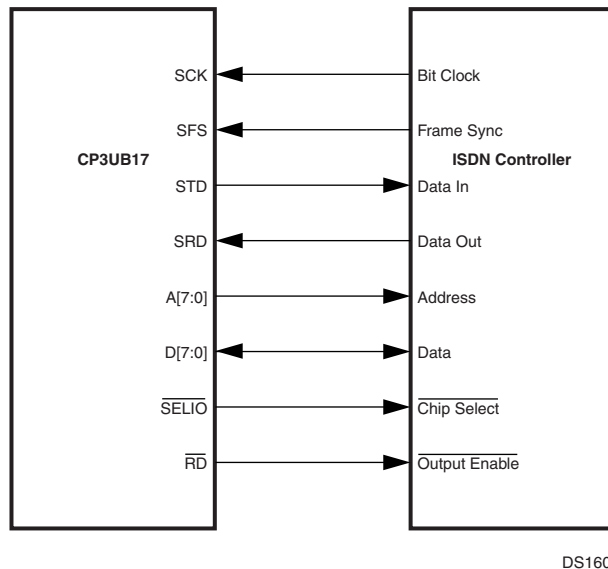 SCK Bit Clock
SFS Frame Sync
CP3UB17 ISDN Controller
STD Data In
SRD Data Out
A[7:0] Address
D[7:0] Data
SELIO Chip Select
RD Output Enable
DS160